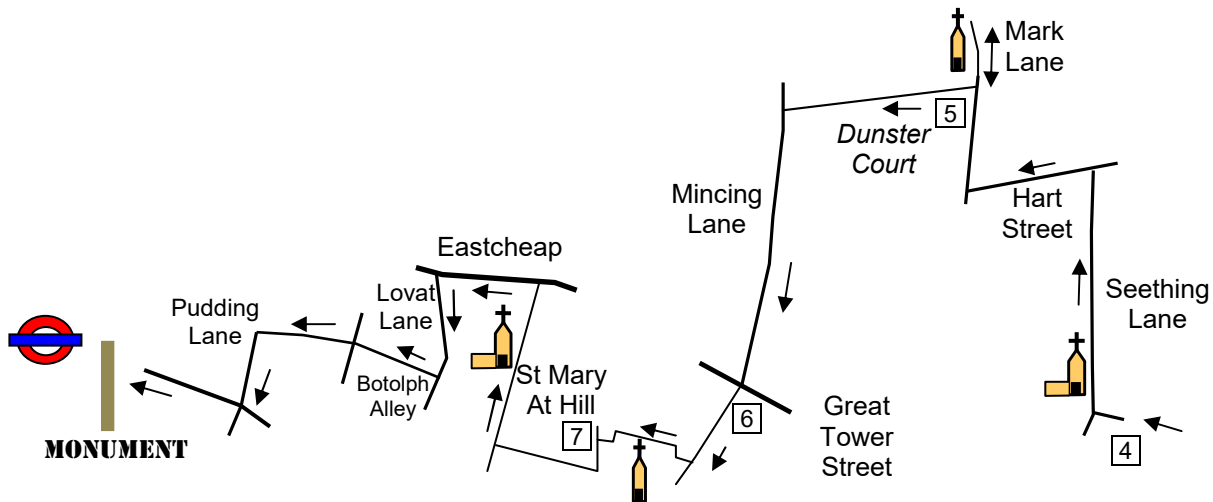 Mark
Lane
5
Dunster
Court
Mincing
Lane
Hart
Street
Eastcheap
Seething
Lane
Lovat
Lane
Pudding
Lane
St Mary
At Hill
Botolph
Alley
Great
Tower
Street
6
7
4
MONUMENT